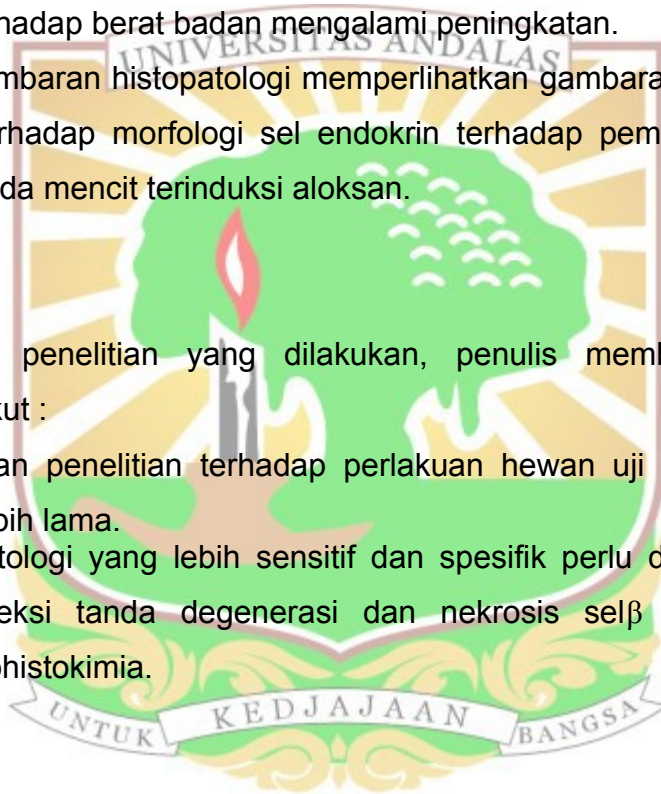 hadap berat badan mengalami peningkatan.
UNIVERSITAS ANDALAS
mbaran histopatologi memperlihatkan gambara
rhadap morfologi sel endokrin terhadap pem
da mencit terinduksi aloksan.
penelitian yang dilakukan, penulis meml
kut :
an penelitian terhadap perlakuan hewan uji
bih lama.
tologi yang lebih sensitif dan spesifik perlu d
eksi tanda degenerasi dan nekrosis selβ
ohistokimia.
UNTUK KEDJAJAAN BANGSA